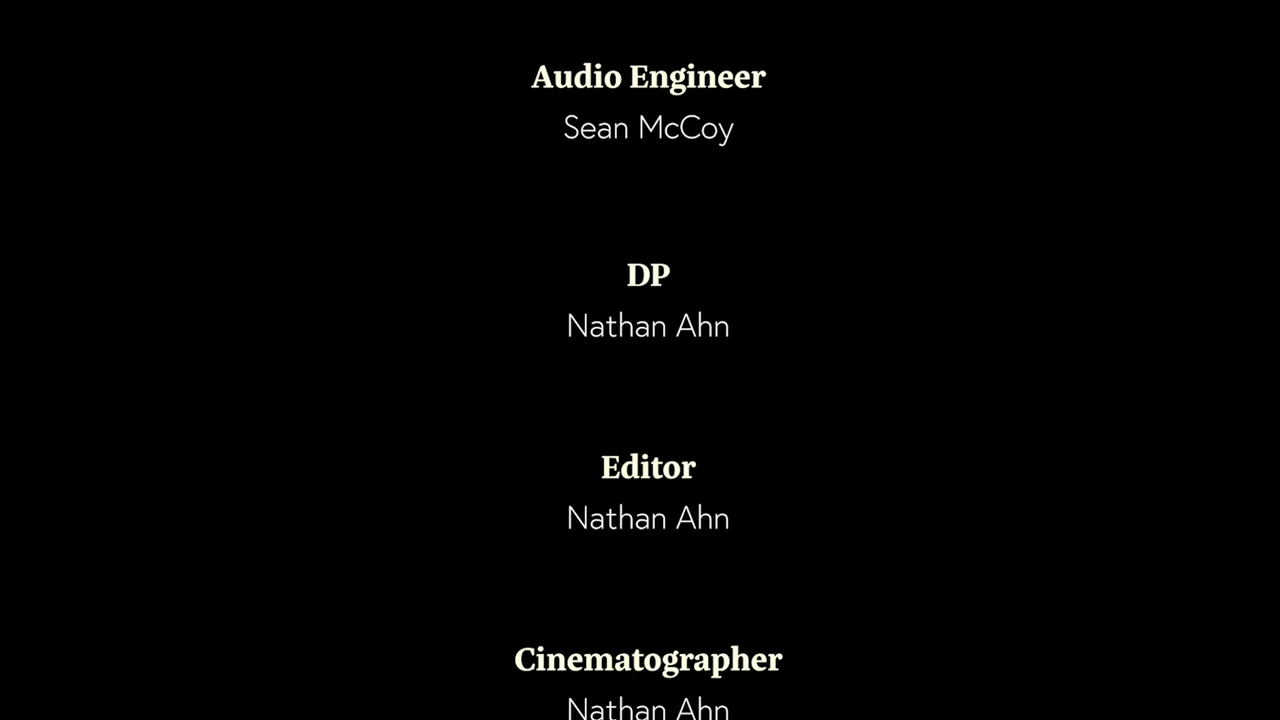 Audio Engineer
Sean McCoy
DP
Nathan Ahn
Editor
Nathan Ahn
Cinematographer
Nathan Ahn